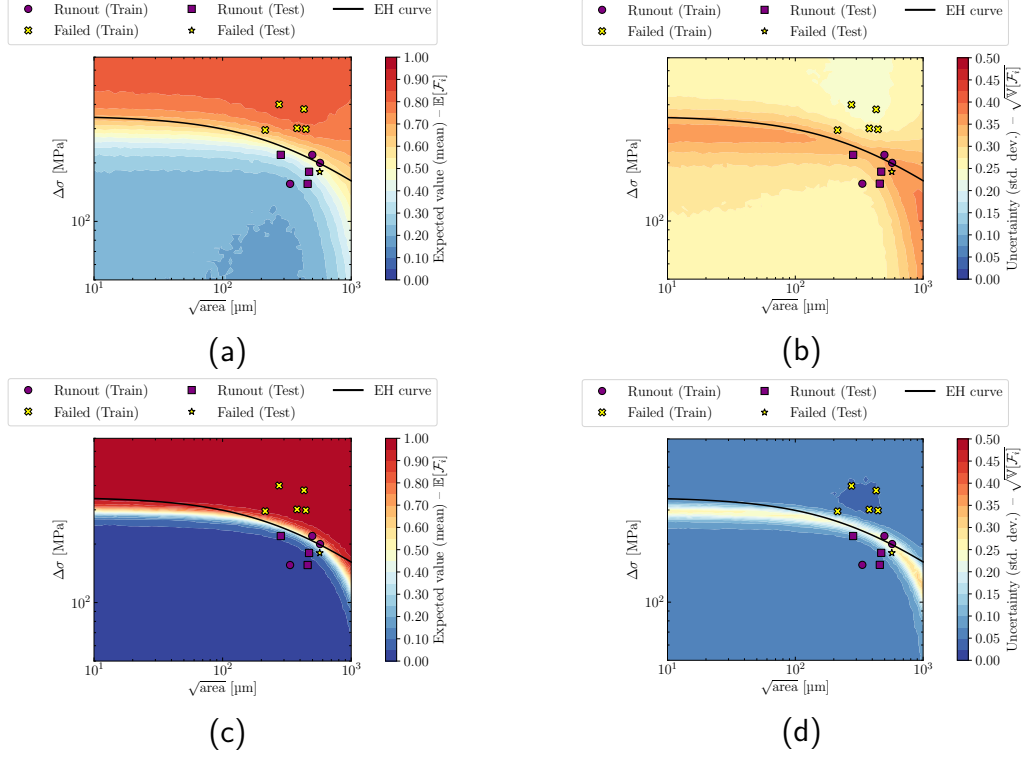 Runout (Train) Runout (Test) EH curve
Failed (Train) Failed (Test)
Δσ [MPa]
10²
10¹ 10² 10³
√area [µm]
1.00
0.90
0.80
0.70
0.60
0.50
0.40
0.30
0.20
0.10
0.00
Expected value (mean) – 𝔼[ℱᵢ]
(a)
Runout (Train) Runout (Test) EH curve
Failed (Train) Failed (Test)
Δσ [MPa]
10²
10¹ 10² 10³
√area [µm]
0.50
0.45
0.40
0.35
0.30
0.25
0.20
0.15
0.10
0.05
0.00
Uncertainty (std. dev.) – √𝕍[ℱᵢ]
(b)
Runout (Train) Runout (Test) EH curve
Failed (Train) Failed (Test)
Δσ [MPa]
10²
10¹ 10² 10³
√area [µm]
1.00
0.90
0.80
0.70
0.60
0.50
0.40
0.30
0.20
0.10
0.00
Expected value (mean) – 𝔼[ℱᵢ]
(c)
Runout (Train) Runout (Test) EH curve
Failed (Train) Failed (Test)
Δσ [MPa]
10²
10¹ 10² 10³
√area [µm]
0.50
0.45
0.40
0.35
0.30
0.25
0.20
0.15
0.10
0.05
0.00
Uncertainty (std. dev.) – √𝕍[ℱᵢ]
(d)